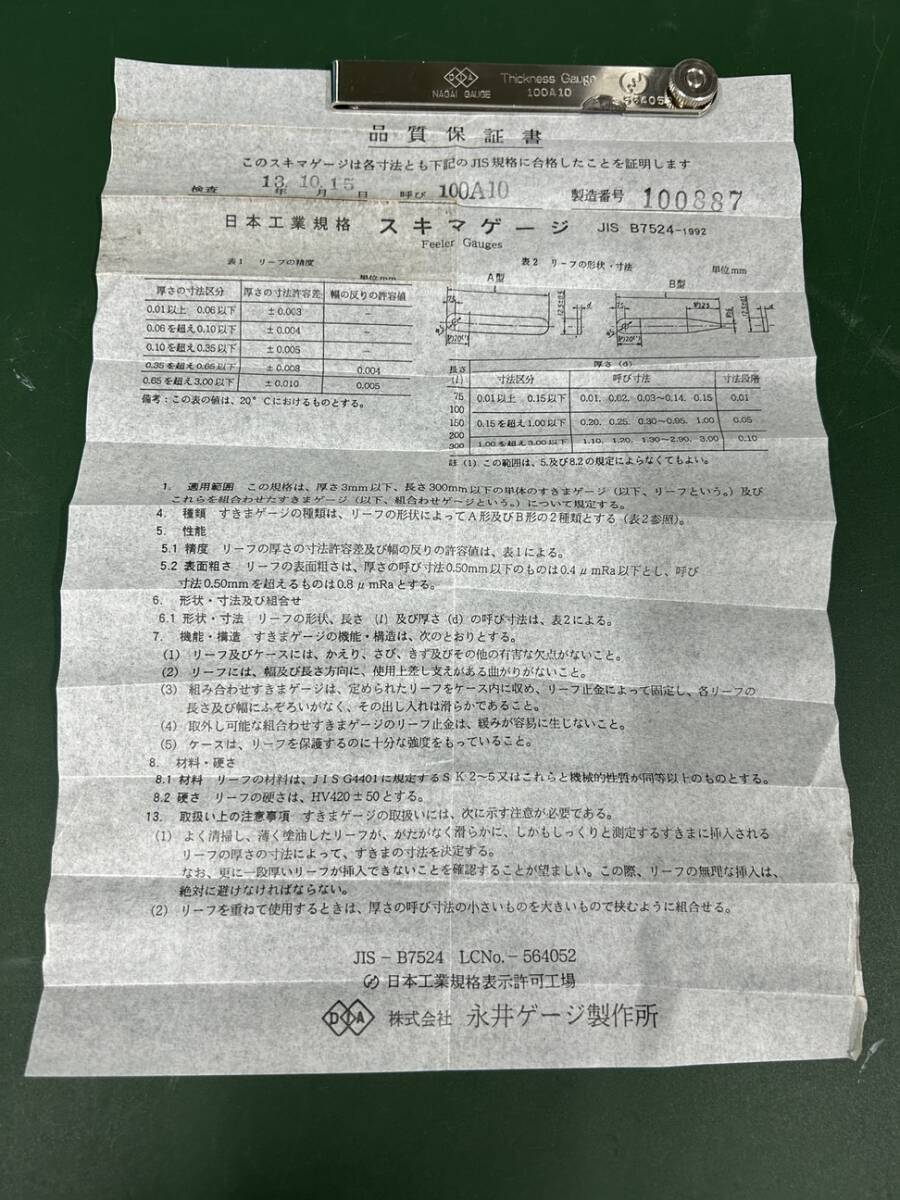 DIA
NAGAI GAUGE
Thickness Gauge
100A10
品質保証書
このスキマゲージは各寸法とも下記のJIS規格に合格したことを証明します
検査 13年 10月 15日 呼び 100A10 製造番号 100887
日本工業規格 スキマゲージ JIS B7524-1992
Feeler Gauges
表1 リーフの精度
単位mm
厚さの寸法区分 厚さの寸法許容差 幅の反りの許容値
0.01以上 0.06以下 ±0.003 −
0.06を超え0.10以下 ±0.004 −
0.10を超え0.35以下 ±0.005
0.35を超え0.65以下 ±0.008 0.004
0.65を超え3.00以下 ±0.010 0.005
備考：この表の値は、20°Cにおけるものとする。
表2 リーフの形状・寸法
単位mm
A型
B型
長さ(l) 厚さ(d)
寸法区分 呼び寸法 寸法段階
75
100
150
200
300
0.01以上 0.15以下 0.01, 0.02, 0.03~0.14, 0.15 0.01
0.15を超え1.00以下 0.20, 0.25, 0.30~0.95, 1.00 0.05
1.00を超え3.00以下 1.10, 1.20, 1.30~2.90, 3.00 0.10
註(1) この範囲は、5.及び8.2の規定によらなくてもよい。
1. 適用範囲 この規格は、厚さ3mm以下、長さ300mm以下の単体のすきまゲージ（以下、リーフという。）及び
これらを組合わせたすきまゲージ（以下、組合わせゲージという。）について規定する。
4. 種類 すきまゲージの種類は、リーフの形状によってA形及びB形の2種類とする（表2参照）。
5. 性能
5.1 精度 リーフの厚さの寸法許容差及び幅の反りの許容値は、表1による。
5.2 表面粗さ リーフの表面粗さは、厚さの呼び寸法0.50mm以下のものは0.4μmRa以下とし、呼び
寸法0.50mmを超えるものは0.8μmRaとする。
6. 形状・寸法及び組合せ
6.1 形状・寸法 リーフの形状、長さ（l）及び厚さ（d）の呼び寸法は、表2による。
7. 機能・構造 すきまゲージの機能・構造は、次のとおりとする。
(1) リーフ及びケースには、かえり、さび、きず及びその他の有害な欠点がないこと。
(2) リーフには、幅及び長さ方向に、使用上差し支えがある曲がりがないこと。
(3) 組み合わせすきまゲージは、定められたリーフをケース内に収め、リーフ止金によって固定し、各リーフの
長さ及び幅にふぞろいがなく、その出し入れは滑らかであること。
(4) 取外し可能な組合わせすきまゲージのリーフ止金は、緩みが容易に生じないこと。
(5) ケースは、リーフを保護するのに十分な強度をもっていること。
8. 材料・硬さ
8.1 材料 リーフの材料は、JIS G4401に規定するSK2~5又はこれらと機械的性質が同等以上のものとする。
8.2 硬さ リーフの硬さは、HV420±50とする。
13. 取扱い上の注意事項 すきまゲージの取扱いには、次に示す注意が必要である。
(1) よく清掃し、薄く塗油したリーフが、がたがなく滑らかに、しかもしっくりと測定するすきまに挿入される
リーフの厚さの寸法によって、すきまの寸法を決定する。
なお、更に一段厚いリーフが挿入できないことを確認することが望ましい。この際、リーフの無理な挿入は、
絶対に避けなければならない。
(2) リーフを重ねて使用するときは、厚さの呼び寸法の小さいものを大きいもので挟むように組合せる。
JIS－B7524 LCNo.－564052
日本工業規格表示許可工場
DIA 株式会社 永井ゲージ製作所